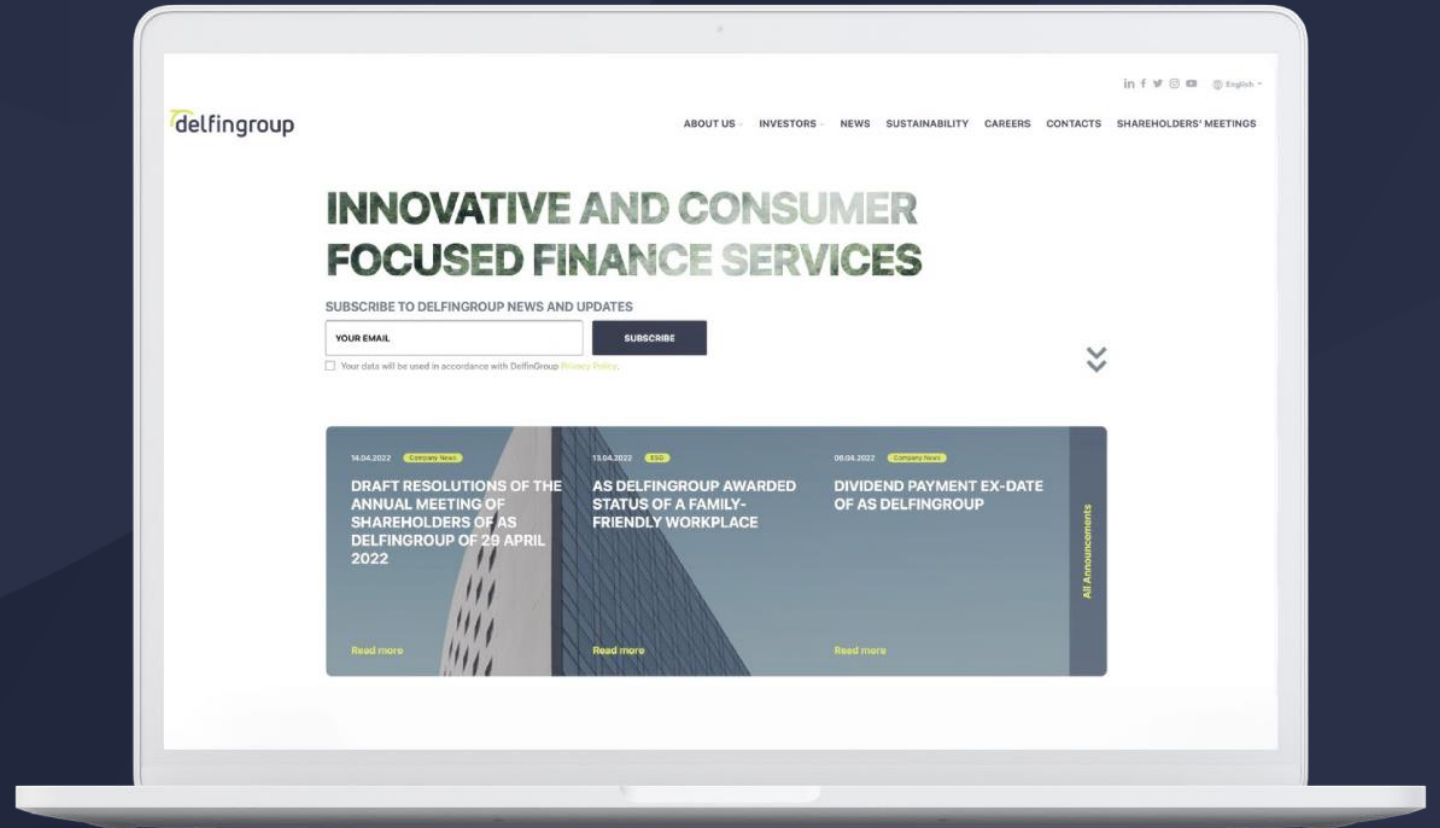 in f
English
delfingroup
ABOUT US INVESTORS NEWS SUSTAINABILITY CAREERS CONTACTS SHAREHOLDERS' MEETINGS
INNOVATIVE AND CONSUMER
FOCUSED FINANCE SERVICES
SUBSCRIBE TO DELFINGROUP NEWS AND UPDATES
YOUR EMAIL
SUBSCRIBE
Your data will be used in accordance with DelfinGroup Privacy Policy.
14.04.2022 Company News
DRAFT RESOLUTIONS OF THE
ANNUAL MEETING OF
SHAREHOLDERS OF AS
DELFINGROUP OF 29 APRIL
2022
Read more
13.04.2022 ESG
AS DELFINGROUP AWARDED
STATUS OF A FAMILY-
FRIENDLY WORKPLACE
Read more
06.04.2022 Company News
DIVIDEND PAYMENT EX-DATE
OF AS DELFINGROUP
Read more
All Announcements